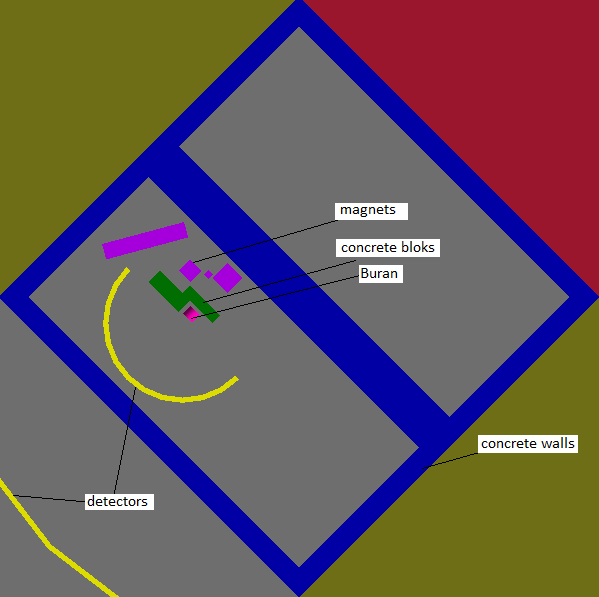 magnets
concrete bloks
Buran
concrete walls
detectors